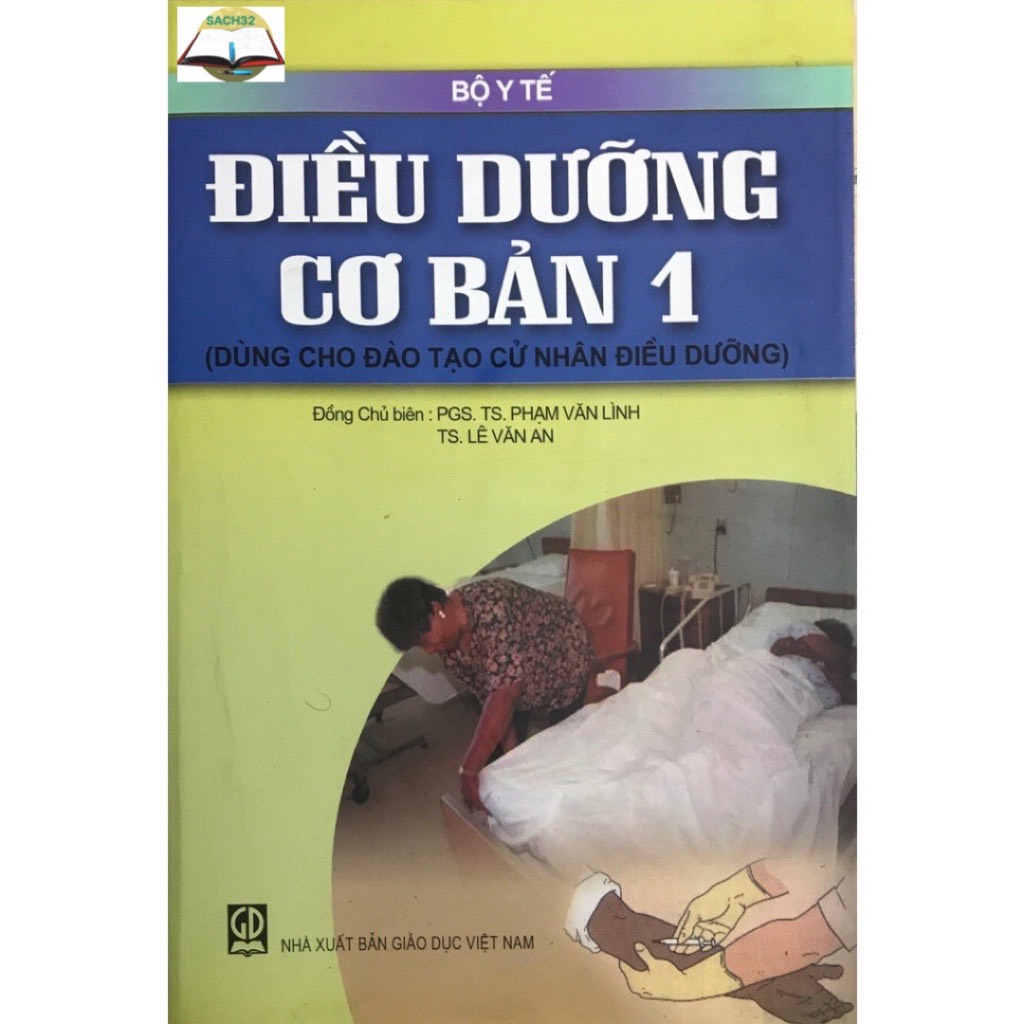 SACH32
BỘ Y TẾ
ĐIỀU DƯỠNG
CƠ BẢN 1
(DÙNG CHO ĐÀO TẠO CỬ NHÂN ĐIỀU DƯỠNG)
Đồng Chủ biên : PGS. TS. PHẠM VĂN LÌNH
TS. LÊ VĂN AN
GD
NHÀ XUẤT BẢN GIÁO DỤC VIỆT NAM